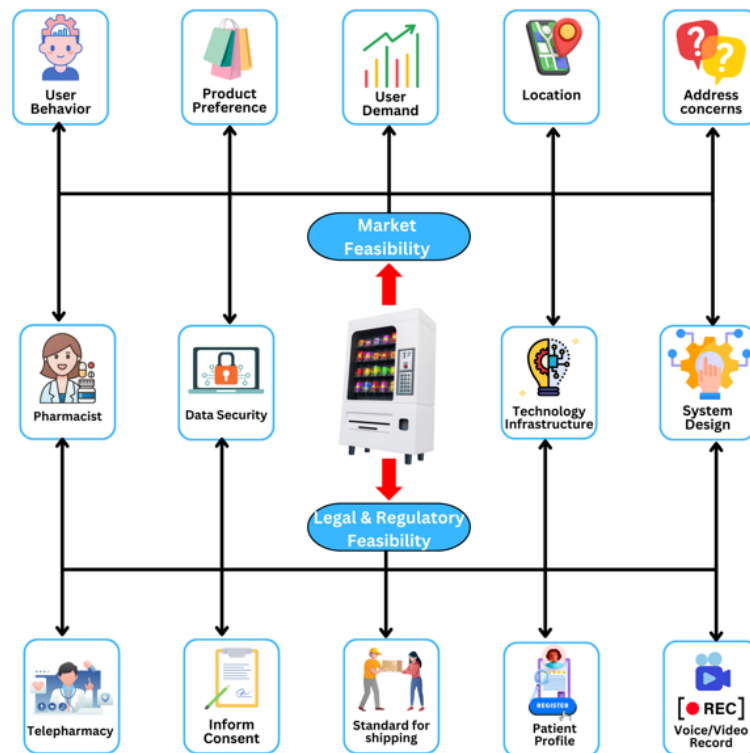 User
Behavior
Product
Preference
User
Demand
Location
Address
concerns
Market
Feasibility
Pharmacist
Data Security
Technology
Infrastructure
System
Design
Legal & Regulatory
Feasibility
Telepharmacy
Inform
Consent
Standard for
shipping
REGISTER
Patient
Profile
[● REC]
Voice/Video
Record